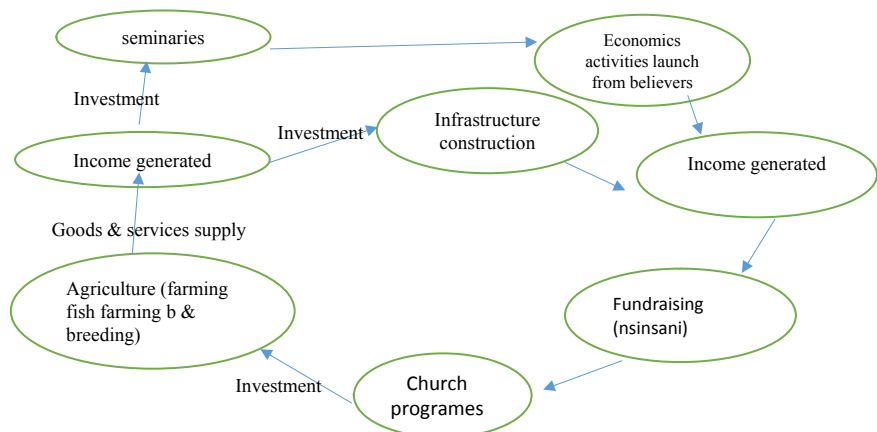 seminaries
Economics
activities launch
from believers
Investment
Investment
Infrastructure
construction
Income generated
Income generated
Goods & services supply
Agriculture (farming
fish farming b &
breeding)
Fundraising
(nsinsani)
Investment
Church
programes